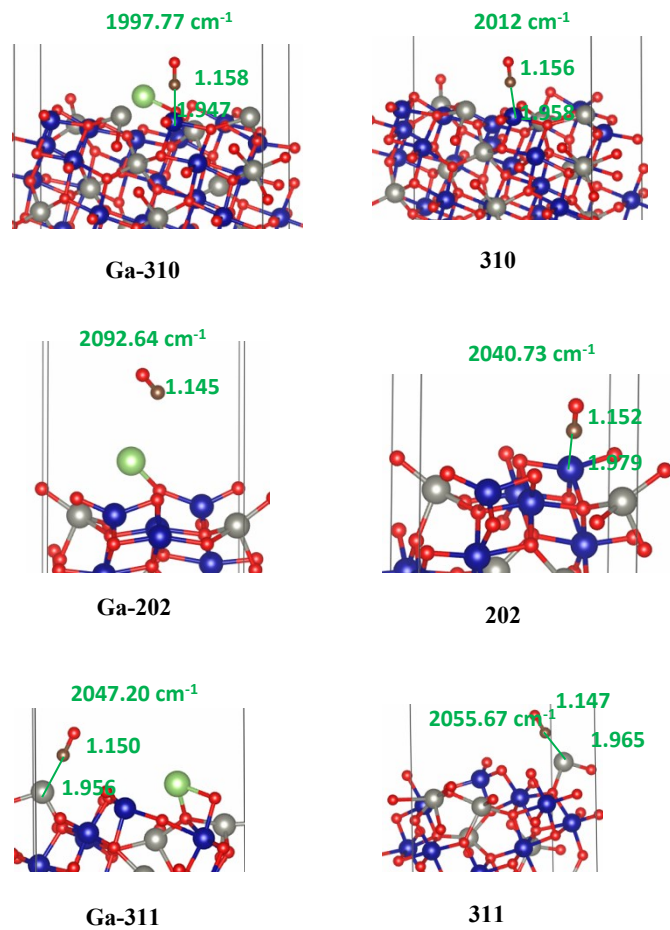 1997.77 cm⁻¹
1.158
1.947
Ga-310
2012 cm⁻¹
1.156
1.958
310
2092.64 cm⁻¹
1.145
Ga-202
2040.73 cm⁻¹
1.152
1.979
202
2047.20 cm⁻¹
1.150
1.956
Ga-311
1.147
2055.67 cm⁻¹
1.965
311